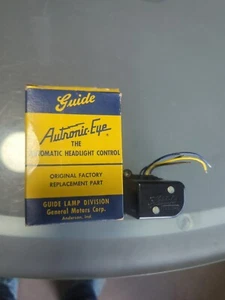 Guide
Autronic-Eye
THE
AUTOMATIC HEADLIGHT CONTROL
ORIGINAL FACTORY
REPLACEMENT PART
GUIDE LAMP DIVISION
General Motors Corp.
Anderson, Ind.